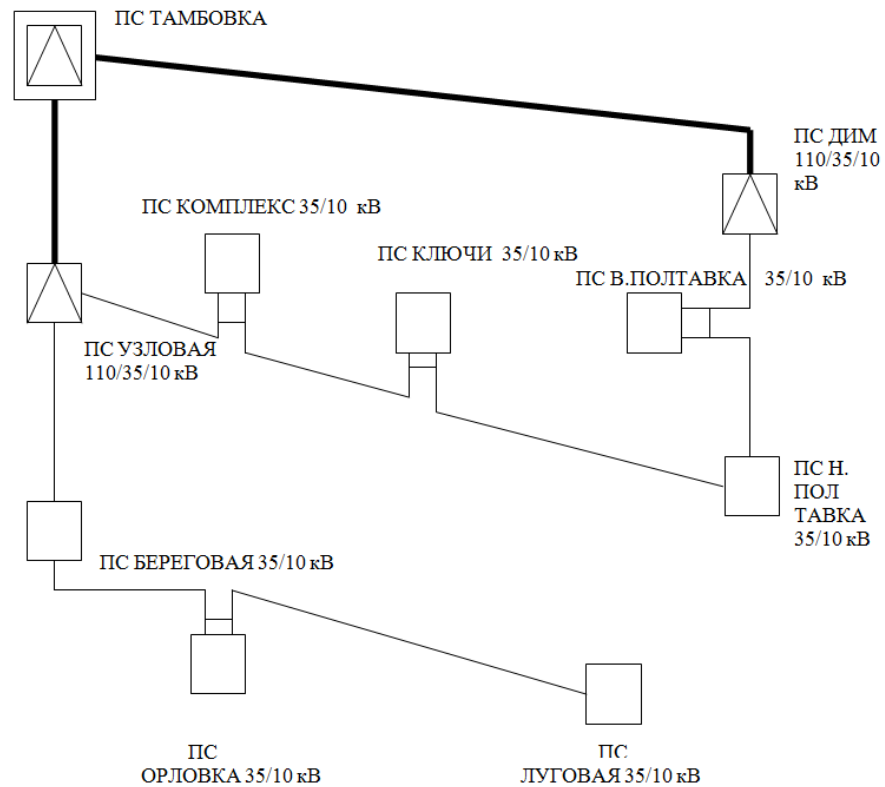 ПС ТАМБОВКА
ПС ДИМ
110/35/10
кВ
ПС КОМПЛЕКС 35/10 кВ
ПС КЛЮЧИ 35/10 кВ
ПС В.ПОЛТАВКА 35/10 кВ
ПС УЗЛОВАЯ
110/35/10 кВ
ПС Н.
ПОЛ
ТАВКА
35/10 кВ
ПС БЕРЕГОВАЯ 35/10 кВ
ПС
ОРЛОВКА 35/10 кВ
ПС
ЛУГОВАЯ 35/10 кВ